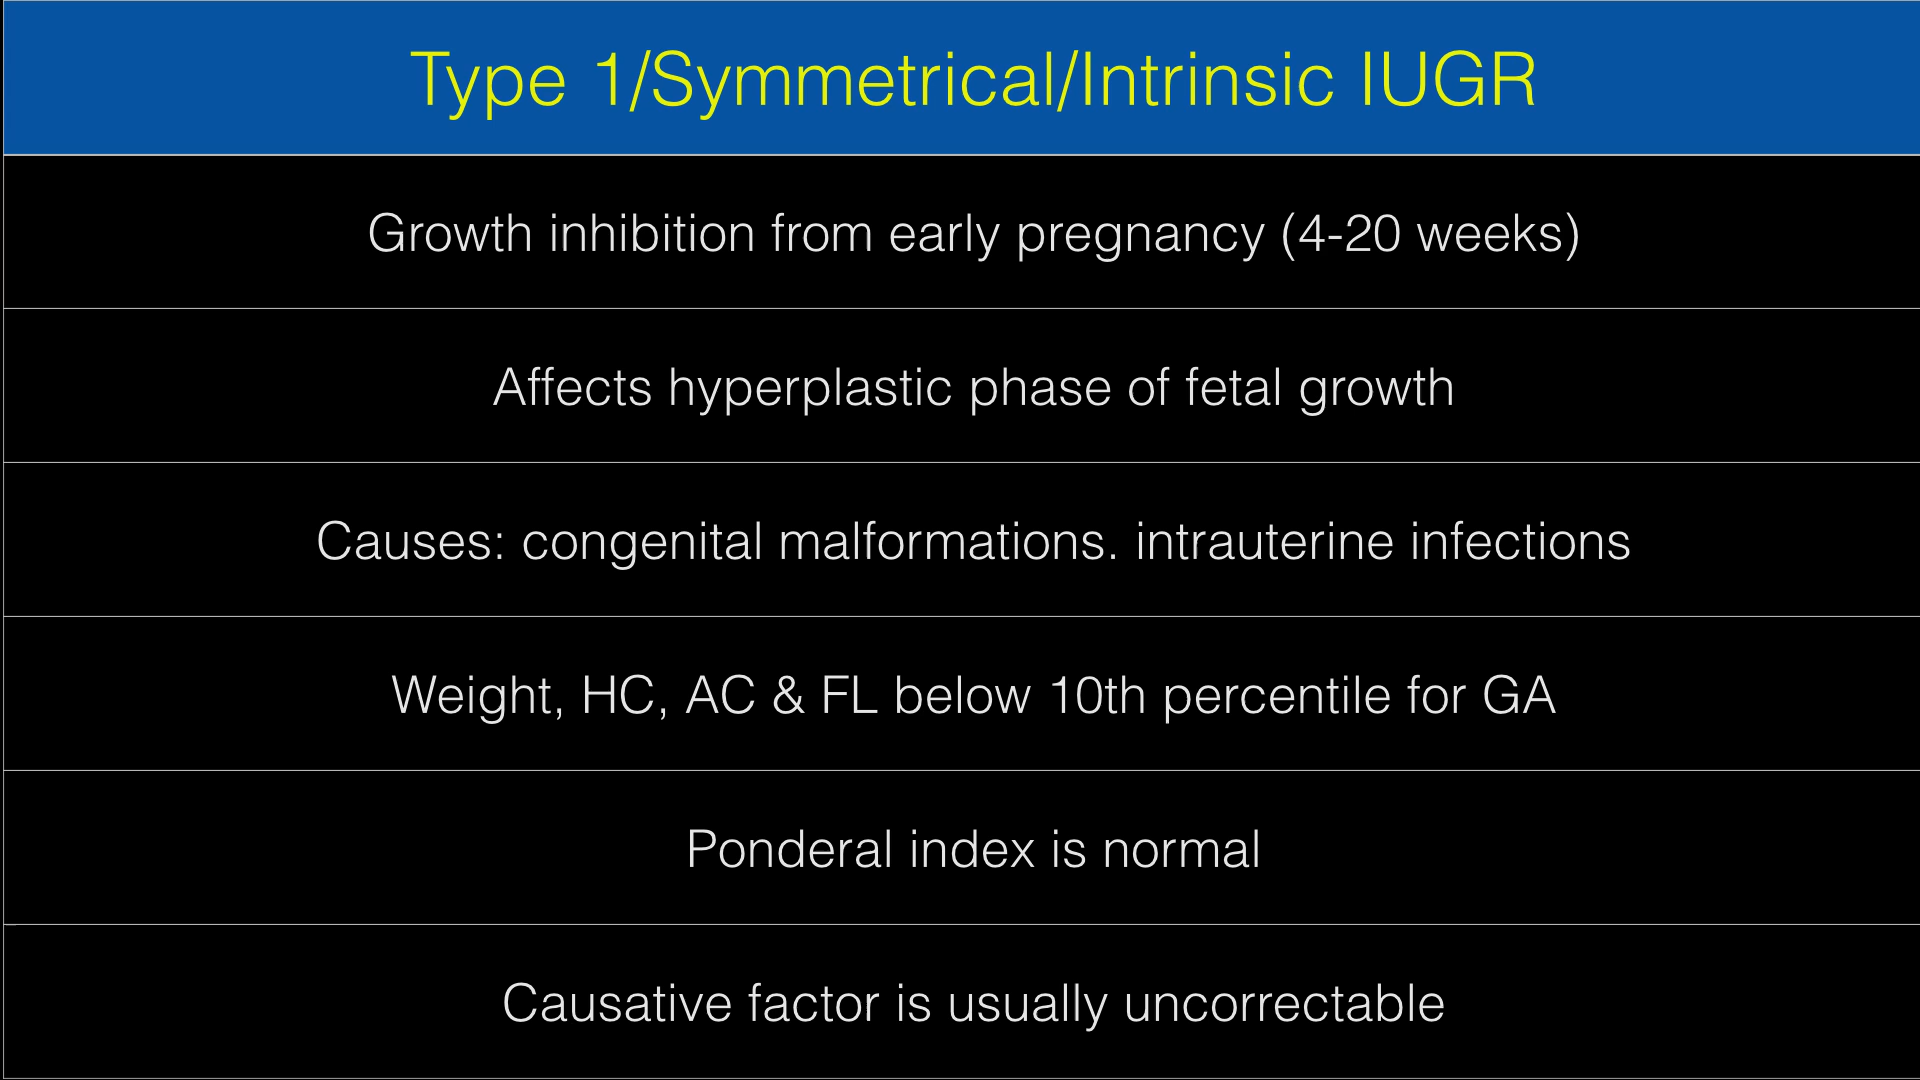 Type 1/Symmetrical/Intrinsic IUGR
Growth inhibition from early pregnancy (4-20 weeks)
Affects hyperplastic phase of fetal growth
Causes: congenital malformations. intrauterine infections
Weight, HC, AC & FL below 10th percentile for GA
Ponderal index is normal
Causative factor is usually uncorrectable